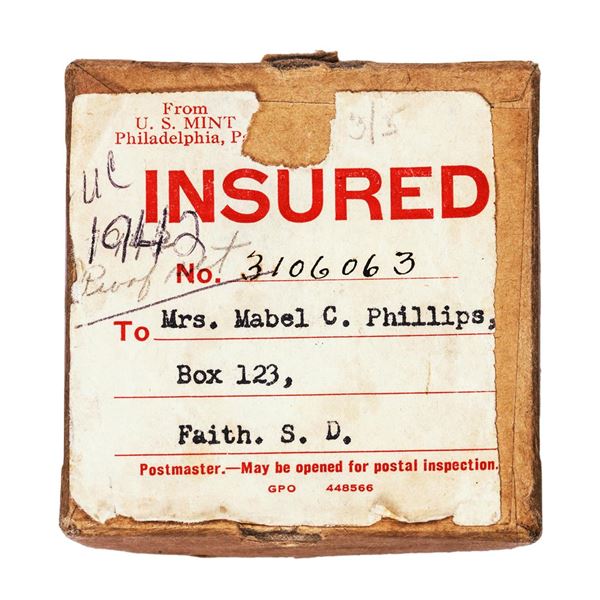 From
U. S. MINT
Philadelphia, Pa
3/5
INSURED
1942
Proof Set
No. 3106063
To Mrs. Mabel C. Phillips,
Box 123,
Faith. S. D.
Postmaster.—May be opened for postal inspection.
GPO 448566